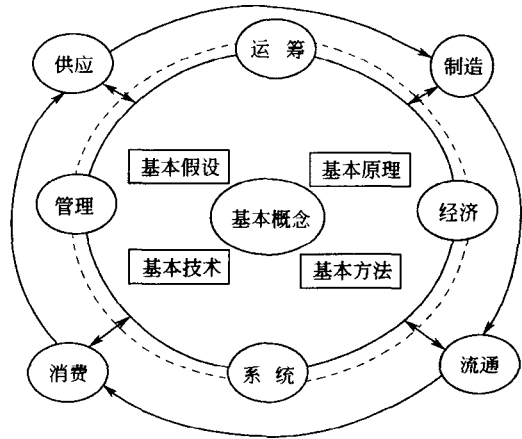 运筹
供应
制造
基本假设
基本原理
管理
基本概念
经济
基本技术
基本方法
消费
系统
流通